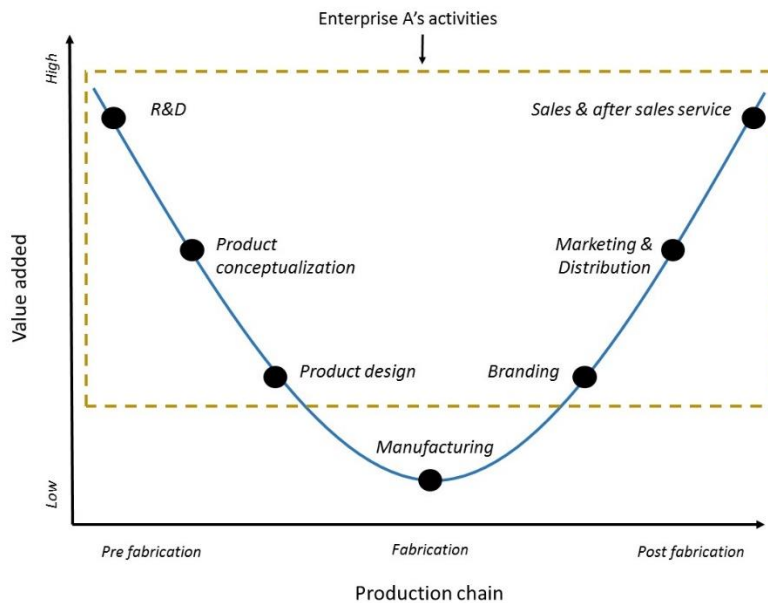 Enterprise A's activities
High
R&D
Sales & after sales service
Product
conceptualization
Marketing &
Distribution
Value added
Product design
Branding
Manufacturing
Low
Pre fabrication
Fabrication
Post fabrication
Production chain